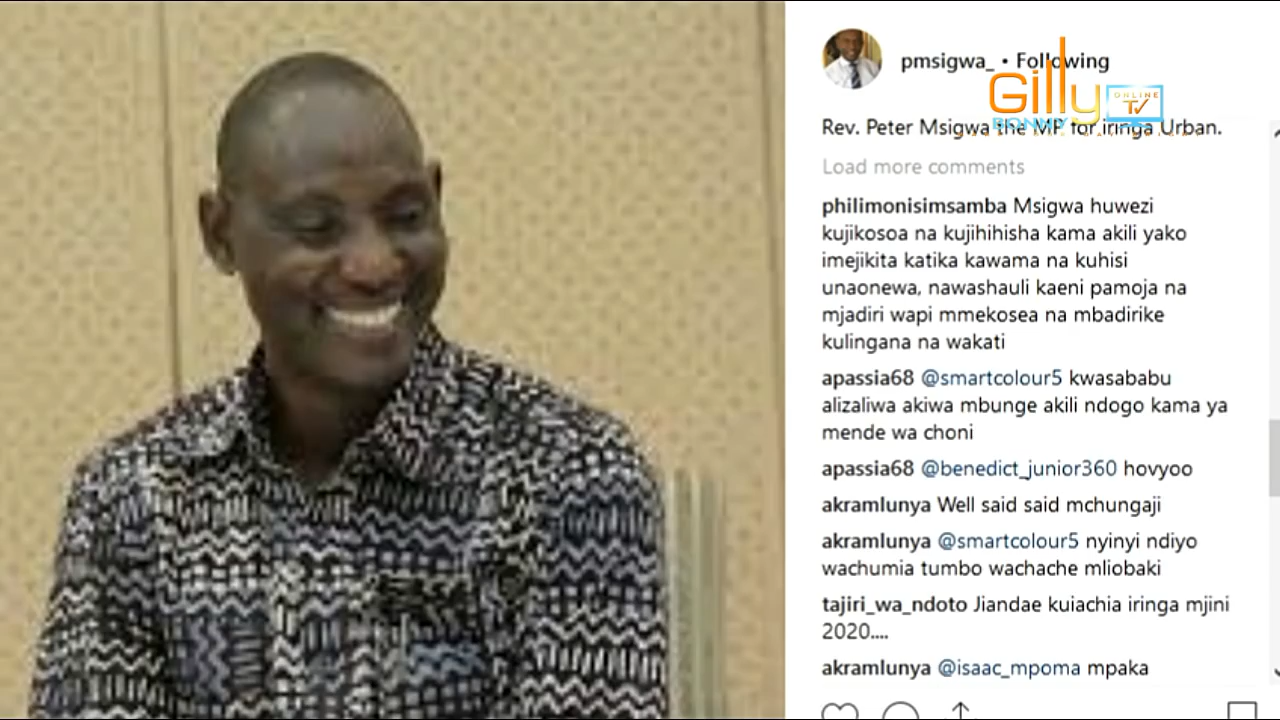 pmsigwa_ • Following
Gilly
ONLINE
TV
BONNY
Rev. Peter Msigwa the MP for iringa Urban.
Load more comments
philimonisimsamba Msigwa huwezi
kujikosoa na kujihihisha kama akili yako
imejikita katika kawama na kuhisi
unaonewa, nawashauli kaeni pamoja na
mjadiri wapi mmekosea na mbadirike
kulingana na wakati
apassia68 @smartcolour5 kwasababu
alizaliwa akiwa mbunge akili ndogo kama ya
mende wa choni
apassia68 @benedict_junior360 hovyoo
akramlunya Well said said mchungaji
akramlunya @smartcolour5 nyinyi ndiyo
wachumia tumbo wachache mliobaki
tajiri_wa_ndoto Jiandae kuiachia iringa mjini
2020....
akramlunya @isaac_mpoma mpaka